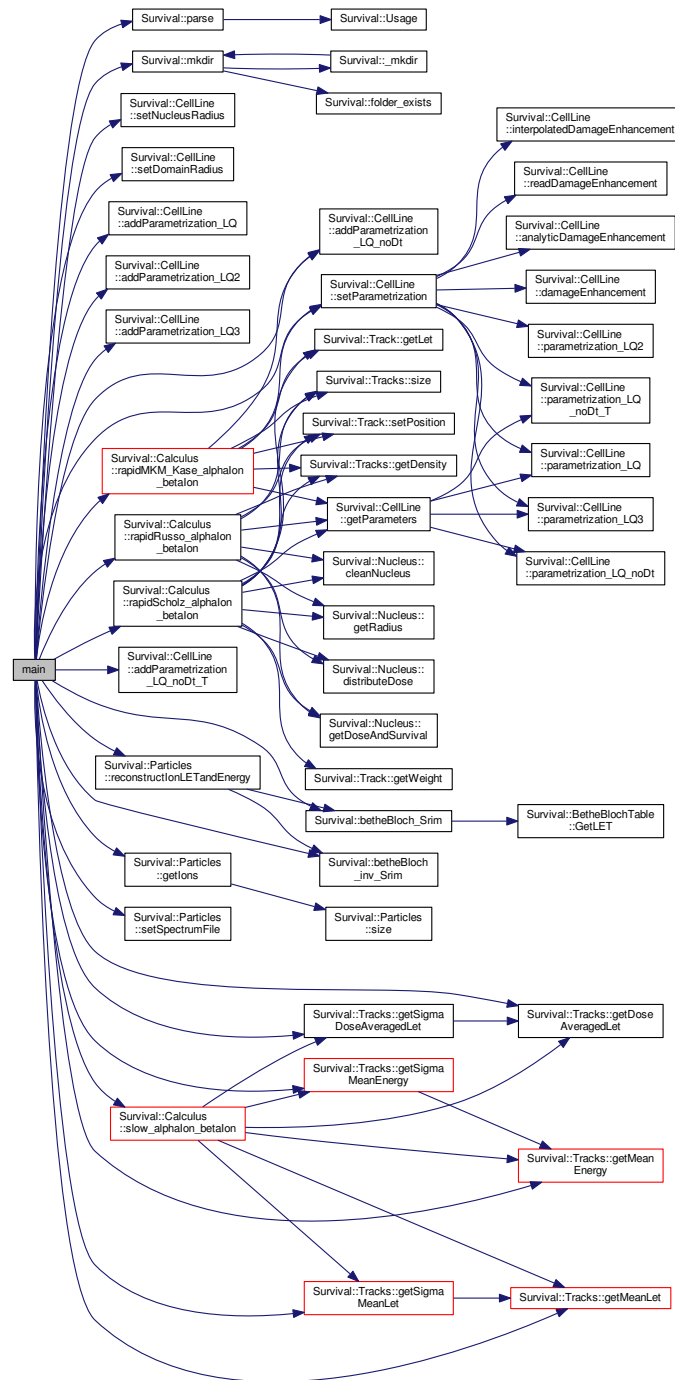 Survival::parse
Survival::Usage
Survival::mkdir
Survival::_mkdir
Survival::folder_exists
Survival::CellLine
::setNucleusRadius
Survival::CellLine
::interpolatedDamageEnhancement
Survival::CellLine
::setDomainRadius
Survival::CellLine
::readDamageEnhancement
Survival::CellLine
::addParametrization_LQ
Survival::CellLine
::addParametrization
_LQ_noDt
Survival::CellLine
::analyticDamageEnhancement
Survival::CellLine
::addParametrization_LQ2
Survival::CellLine
::setParametrization
Survival::CellLine
::damageEnhancement
Survival::CellLine
::addParametrization_LQ3
Survival::Track::getLet
Survival::CellLine
::parametrization_LQ2
Survival::Tracks::size
Survival::CellLine
::parametrization_LQ
_noDt_T
Survival::Track::setPosition
Survival::Calculus
::rapidMKM_Kase_alphaIon
_betaIon
Survival::Tracks::getDensity
Survival::CellLine
::parametrization_LQ
Survival::Calculus
::rapidRusso_alphaIon
_betaIon
Survival::CellLine
::getParameters
Survival::CellLine
::parametrization_LQ3
Survival::Nucleus::
cleanNucleus
Survival::CellLine
::parametrization_LQ_noDt
Survival::Calculus
::rapidScholz_alphaIon
_betaIon
Survival::Nucleus::
getRadius
main
Survival::CellLine
::addParametrization
_LQ_noDt_T
Survival::Nucleus::
distributeDose
Survival::Nucleus::
getDoseAndSurvival
Survival::Particles
::reconstructIonLETandEnergy
Survival::Track::getWeight
Survival::betheBloch_Srim
Survival::BetheBlochTable
::GetLET
Survival::Particles
::getIons
Survival::betheBloch
_inv_Srim
Survival::Particles
::setSpectrumFile
Survival::Particles
::size
Survival::Tracks::getSigma
DoseAveragedLet
Survival::Tracks::getDose
AveragedLet
Survival::Tracks::getSigma
MeanEnergy
Survival::Calculus
::slow_alphaIon_betaIon
Survival::Tracks::getMean
Energy
Survival::Tracks::getSigma
MeanLet
Survival::Tracks::getMeanLet